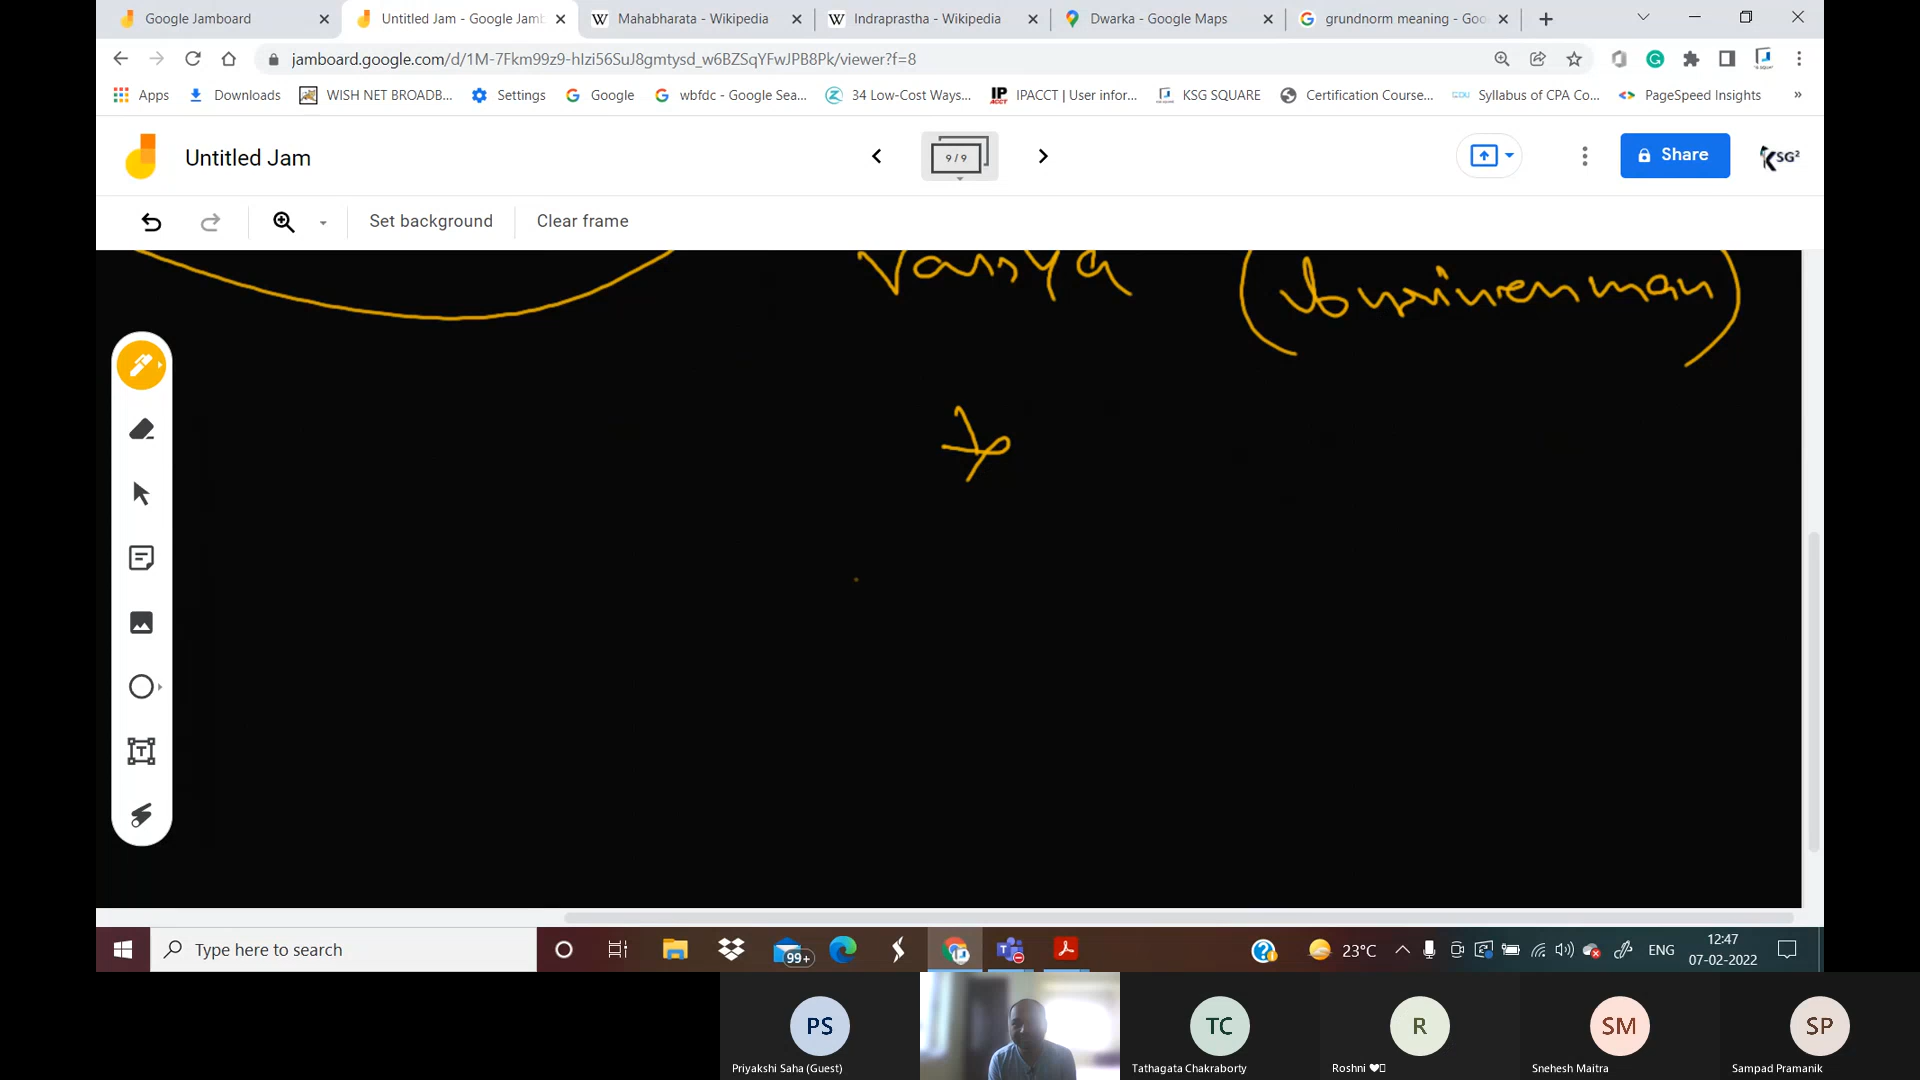 Google Jamboard
Untitled Jam - Google Jamb
Mahabharata - Wikipedia
Indraprastha - Wikipedia
Dwarka - Google Maps
grundnorm meaning - Goo
jamboard.google.com/d/1M-7Fkm99z9-hIzi56SuJ8gmtysd_w6BZSqYFwJPB8Pk/viewer?f=8
Apps
Downloads
WISH NET BROADB...
Settings
Google
wbfdc - Google Sea...
34 Low-Cost Ways...
IPACCT | User infor...
KSG SQUARE
Certification Course...
Syllabus of CPA Co...
PageSpeed Insights
»
Untitled Jam
9 / 9
Share
KSG²
Set background
Clear frame
Vaisya (businessman)
Type here to search
99+
23°C
ENG
12:47
07-02-2022
PS
TC
R
SM
SP
Priyakshi Saha (Guest)
Tathagata Chakraborty
Roshni ❤
Snehesh Maitra
Sampad Pramanik